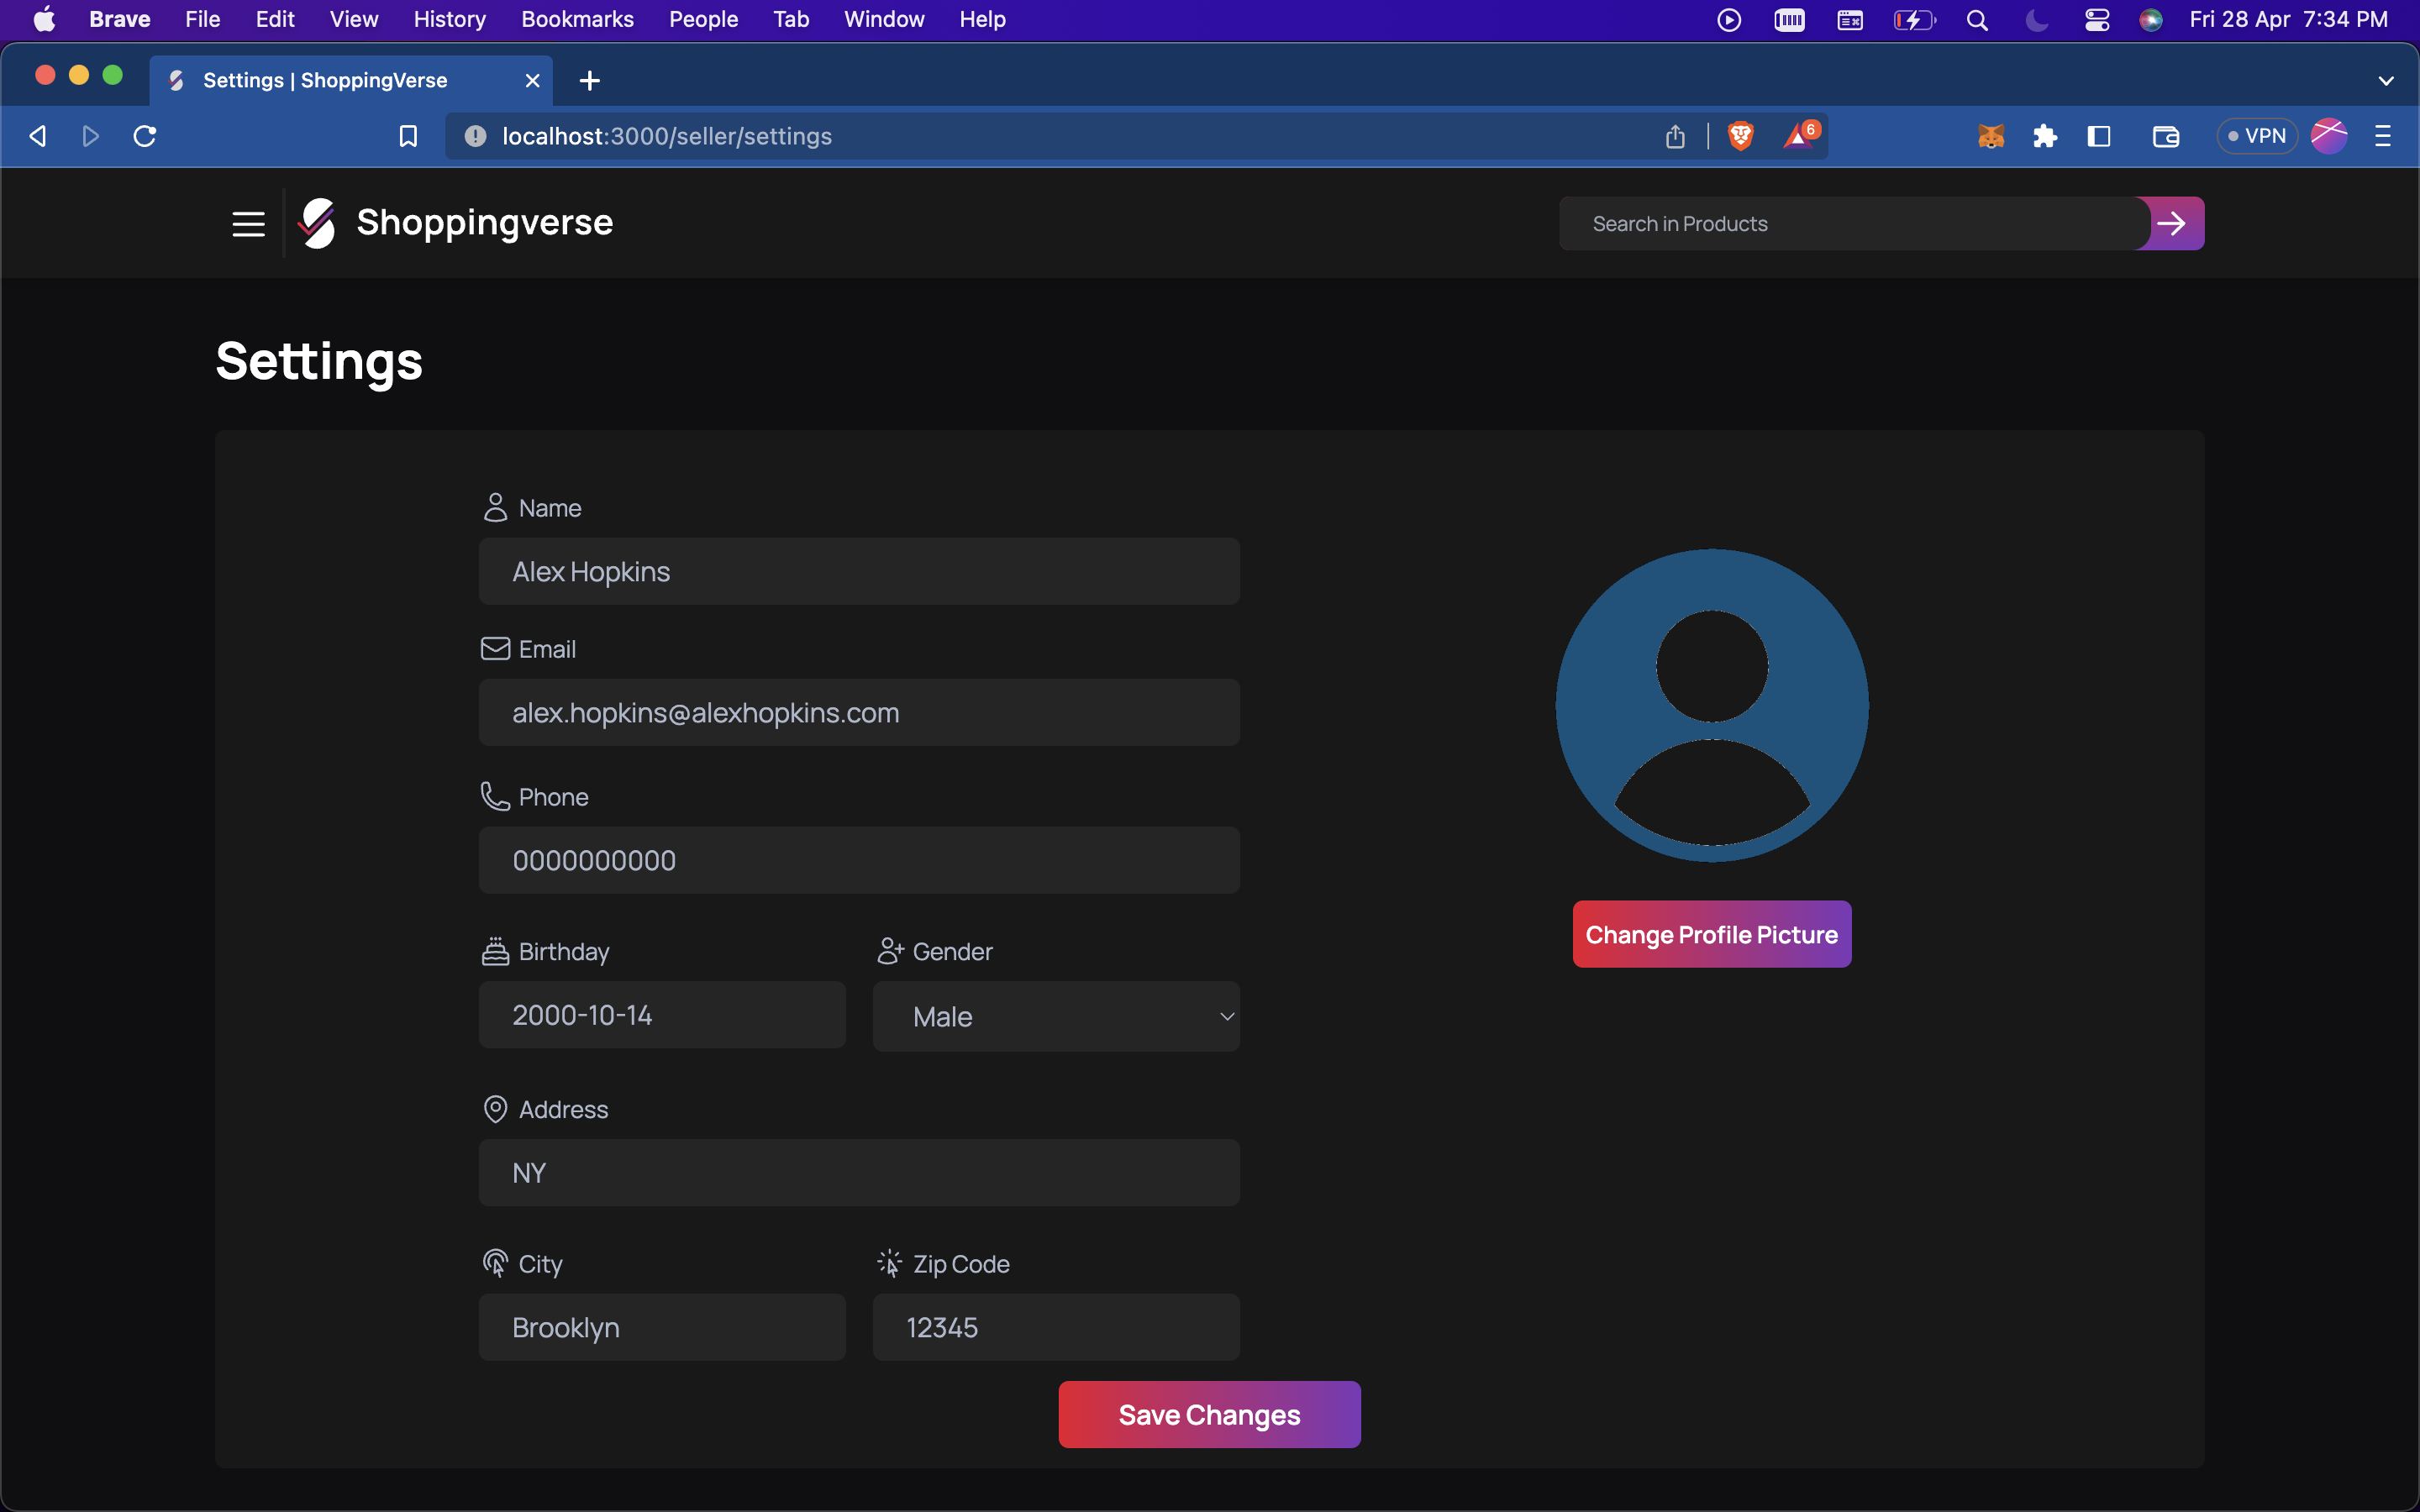 Brave File Edit View History Bookmarks People Tab Window Help Fri 28 Apr 7:34 PM
Settings | ShoppingVerse
localhost:3000/seller/settings 6 VPN
Shoppingverse Search in Products
Settings
Name
Alex Hopkins
Email
alex.hopkins@alexhopkins.com
Phone
0000000000
Change Profile Picture
Birthday Gender
2000-10-14 Male
Address
NY
City Zip Code
Brooklyn 12345
Save Changes